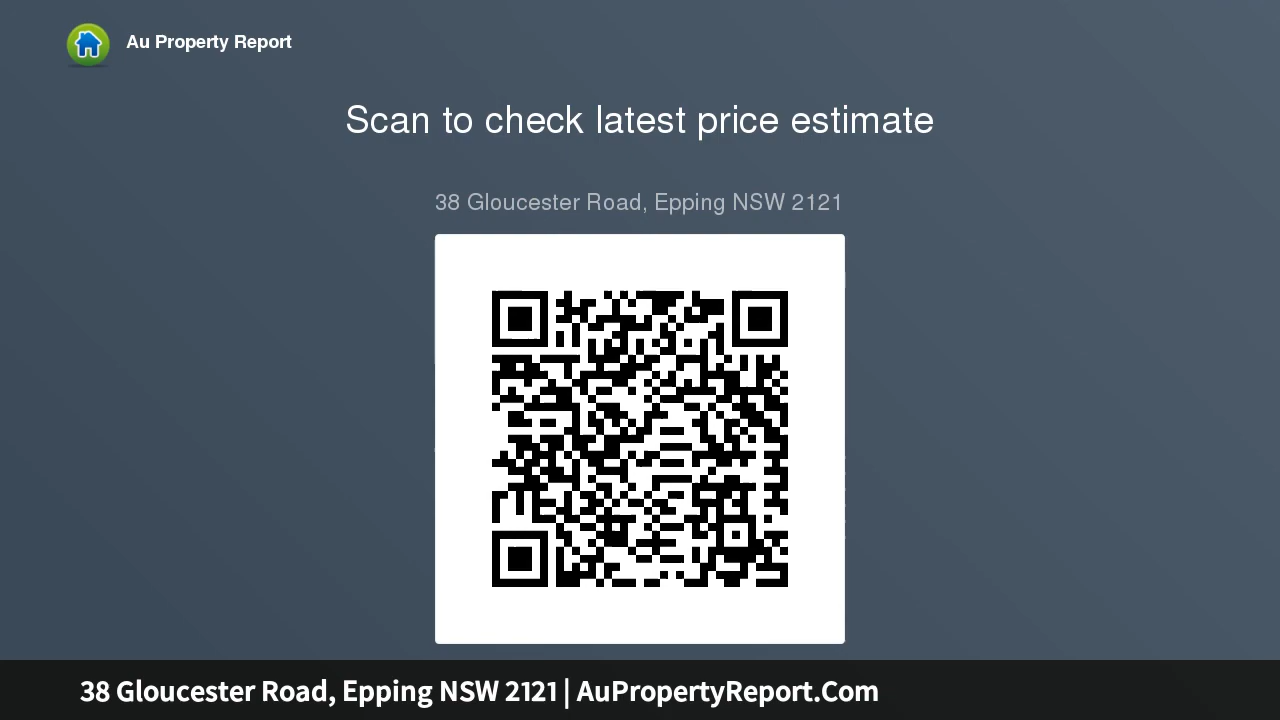 Au Property Report
Scan to check latest price estimate
38 Gloucester Road, Epping NSW 2121
38 Gloucester Road, Epping NSW 2121 | AuPropertyReport.Com